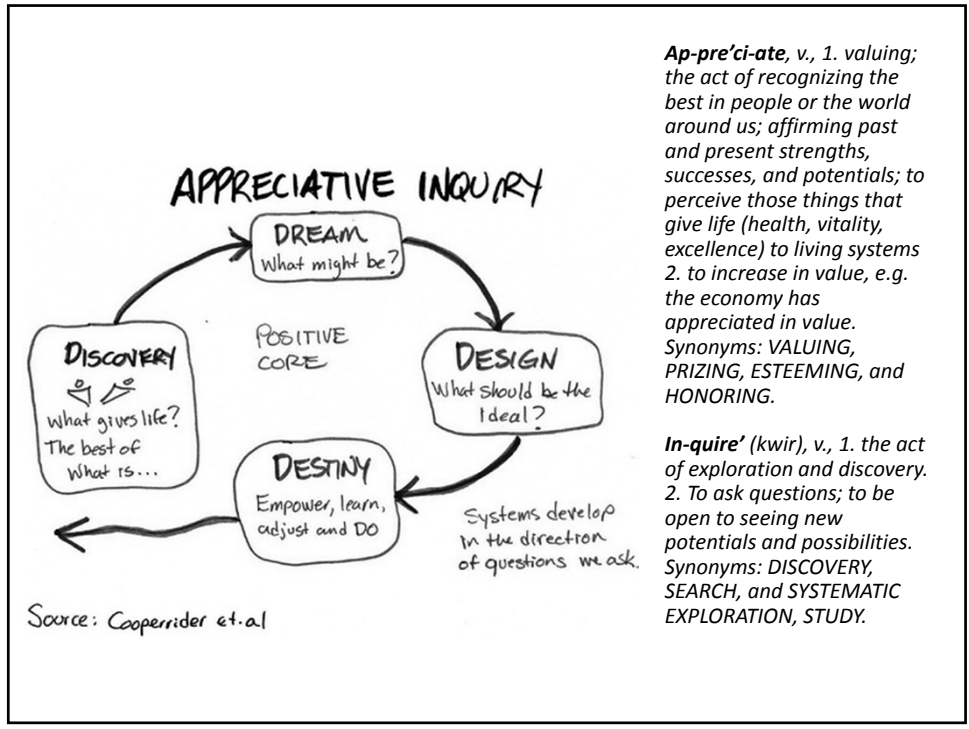 APPRECIATIVE INQUIRY
DREAM
What might be?
POSITIVE
CORE
DISCOVERY
What gives life?
The best of
What is...
DESIGN
What should be the
Ideal?
DESTINY
Empower, learn,
adjust and DO
Systems develop
in the direction
of questions we ask.
Source: Cooperrider et.al
Ap-pre’ci-ate, v., 1. valuing;
the act of recognizing the
best in people or the world
around us; affirming past
and present strengths,
successes, and potentials; to
perceive those things that
give life (health, vitality,
excellence) to living systems
2. to increase in value, e.g.
the economy has
appreciated in value.
Synonyms: VALUING,
PRIZING, ESTEEMING, and
HONORING.
In-quire’ (kwir), v., 1. the act
of exploration and discovery.
2. To ask questions; to be
open to seeing new
potentials and possibilities.
Synonyms: DISCOVERY,
SEARCH, and SYSTEMATIC
EXPLORATION, STUDY.